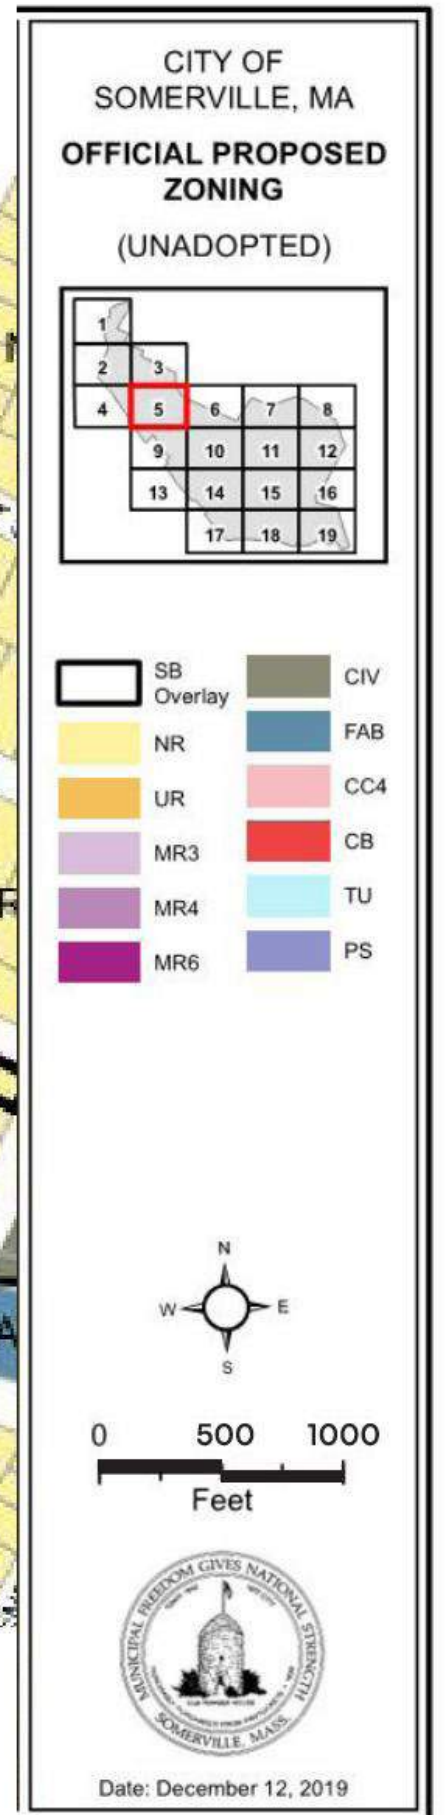 CITY OF
SOMERVILLE, MA
OFFICIAL PROPOSED
ZONING
(UNADOPTED)
1
2 3
4 5 6 7 8
9 10 11 12
13 14 15 16
17 18 19
SB
Overlay
NR
UR
MR3
MR4
MR6
CIV
FAB
CC4
CB
TU
PS
N
W E
S
0 500 1000
Feet
MUNICIPAL FREEDOM GIVES NATIONAL STRENGTH
SOMERVILLE, MASS.
Date: December 12, 2019